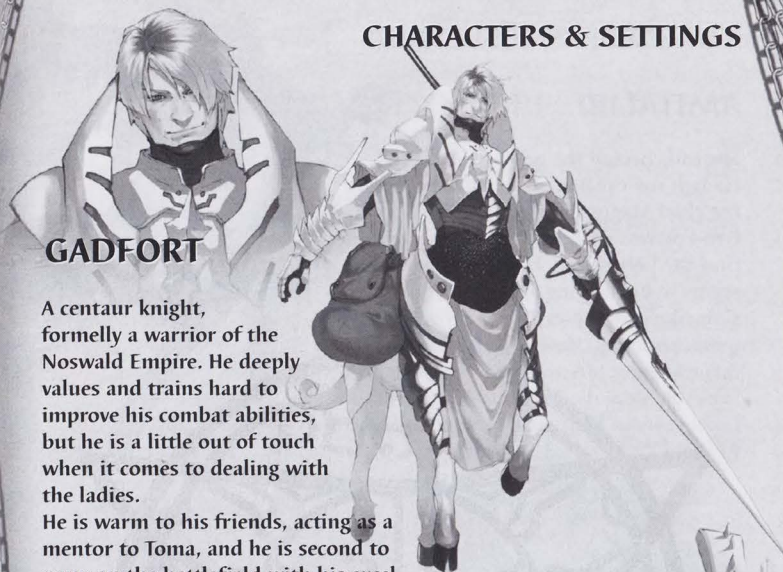 CHARACTERS & SETTINGS
GADFORT
A centaur knight,
formelly a warrior of the
Noswald Empire. He deeply
values and trains hard to
improve his combat abilities,
but he is a little out of touch
when it comes to dealing with
the ladies.
He is warm to his friends, acting as a
mentor to Toma, and he is second to